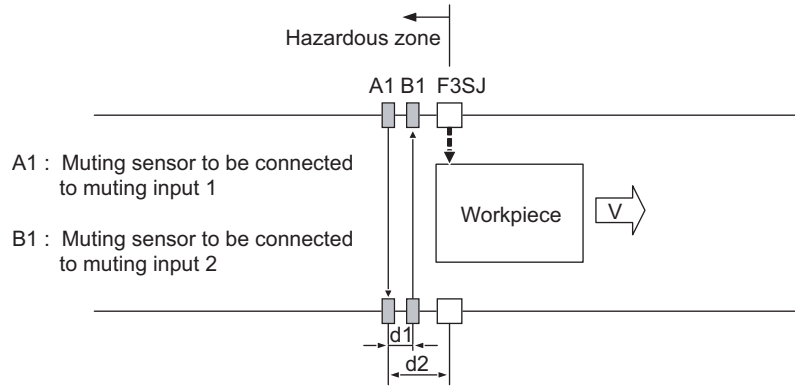 Hazardous zone
A1 B1 F3SJ
A1 : Muting sensor to be connected
to muting input 1
Workpiece
V
B1 : Muting sensor to be connected
to muting input 2
d1
d2